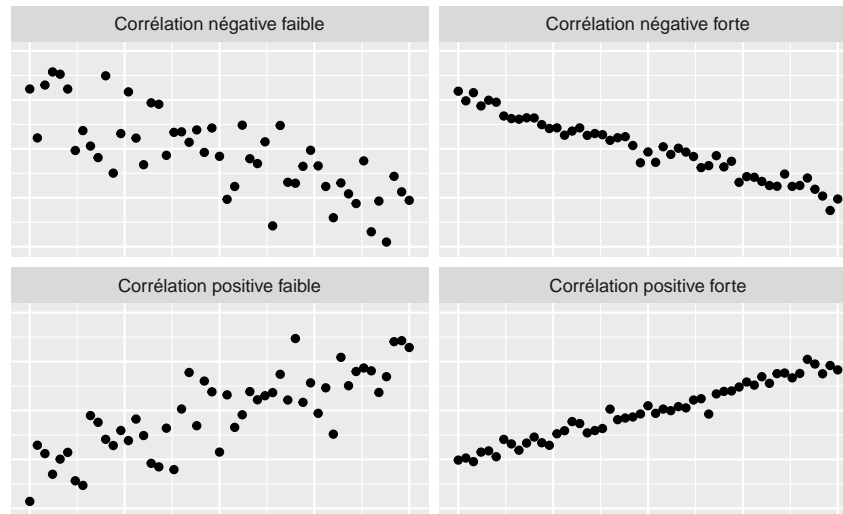 Corrélation négative faible
Corrélation négative forte
Corrélation positive faible
Corrélation positive forte